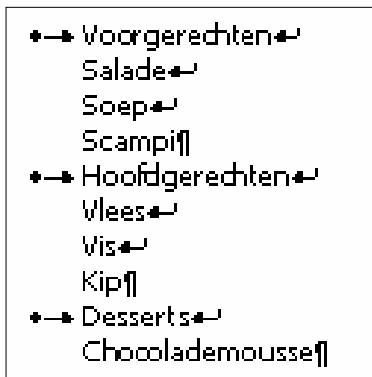 •→Voorgerechten↵
Salade↵
Soep↵
Scampi¶
•→Hoofdgerechten↵
Vlees↵
Vis↵
Kip¶
•→Desserts↵
Chocolademousse¶